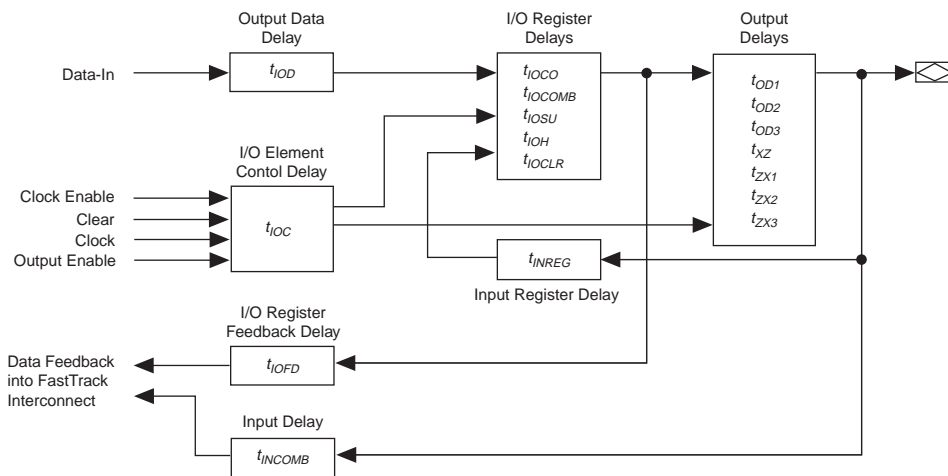 Output Data
Delay
I/O Register
Delays
Output
Delays
Data-In
tIOD
tIOCO
tIOCOMB
tIOSU
tIOH
tIOCLR
tOD1
tOD2
tOD3
tXZ
tZX1
tZX2
tZX3
I/O Element
Contol Delay
Clock Enable
Clear
Clock
Output Enable
tIOC
tINREG
Input Register Delay
I/O Register
Feedback Delay
Data Feedback
into FastTrack
Interconnect
tIOFD
Input Delay
tINCOMB